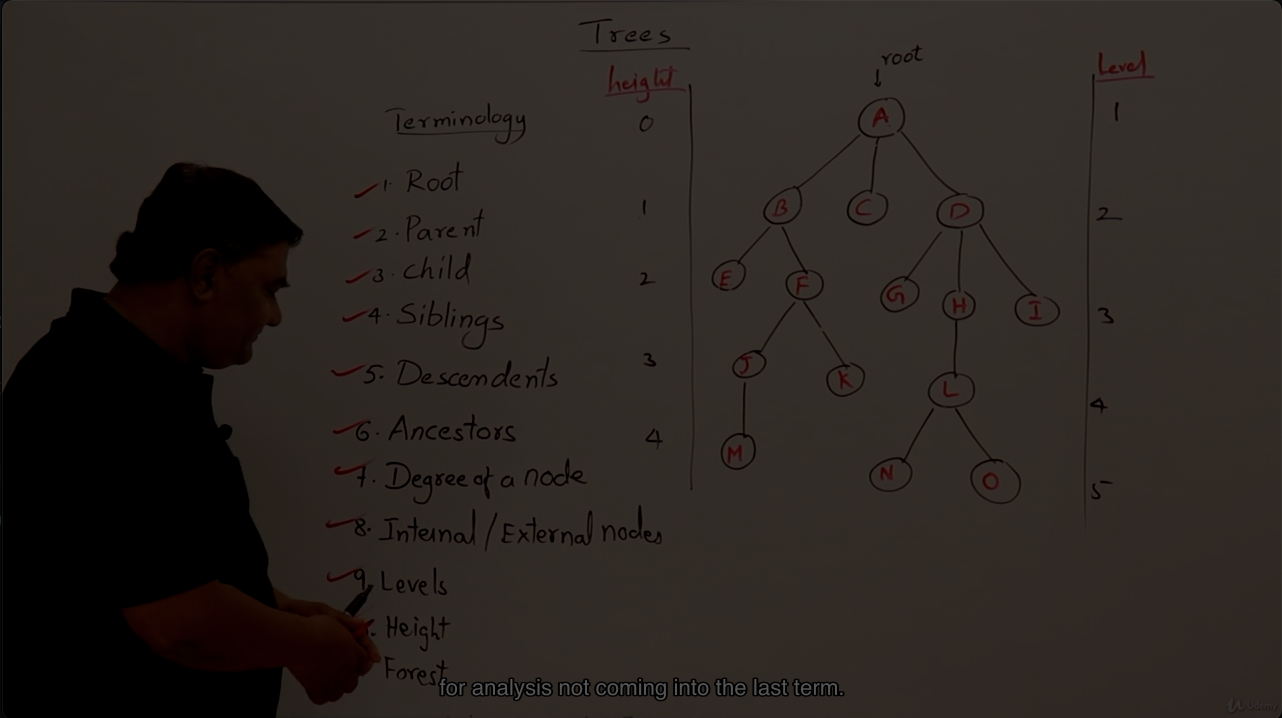 Trees
Terminology
1. Root
2. Parent
3. Child
4. Siblings
5. Descendents
6. Ancestors
7. Degree of a node
8. Internal/External nodes
9. Levels
Height
Forest
height
0
1
2
3
4
root
A
B C D
E F G H I
J K L
M N O
Level
1
2
3
4
5
for analysis not coming into the last term.
Udemy